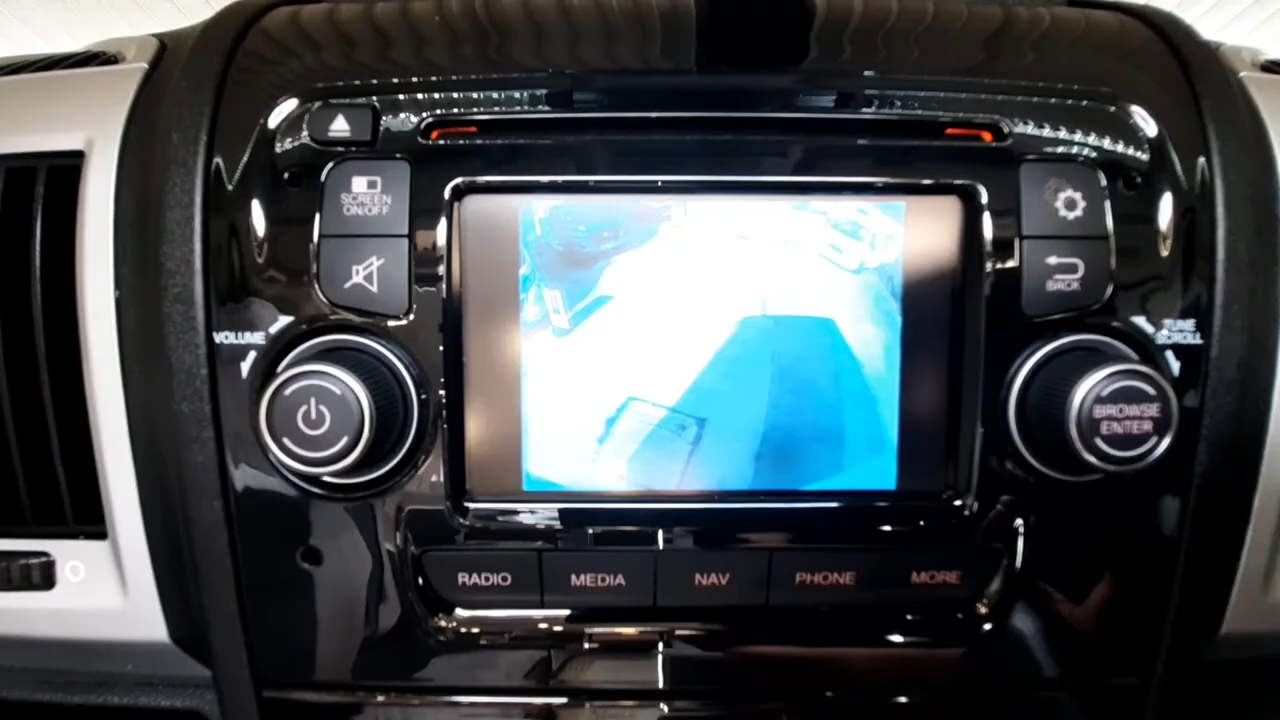 SCREEN
ON/OFF
BACK
VOLUME
TUNE
SCROLL
BROWSE
ENTER
RADIO
MEDIA
NAV
PHONE
MORE